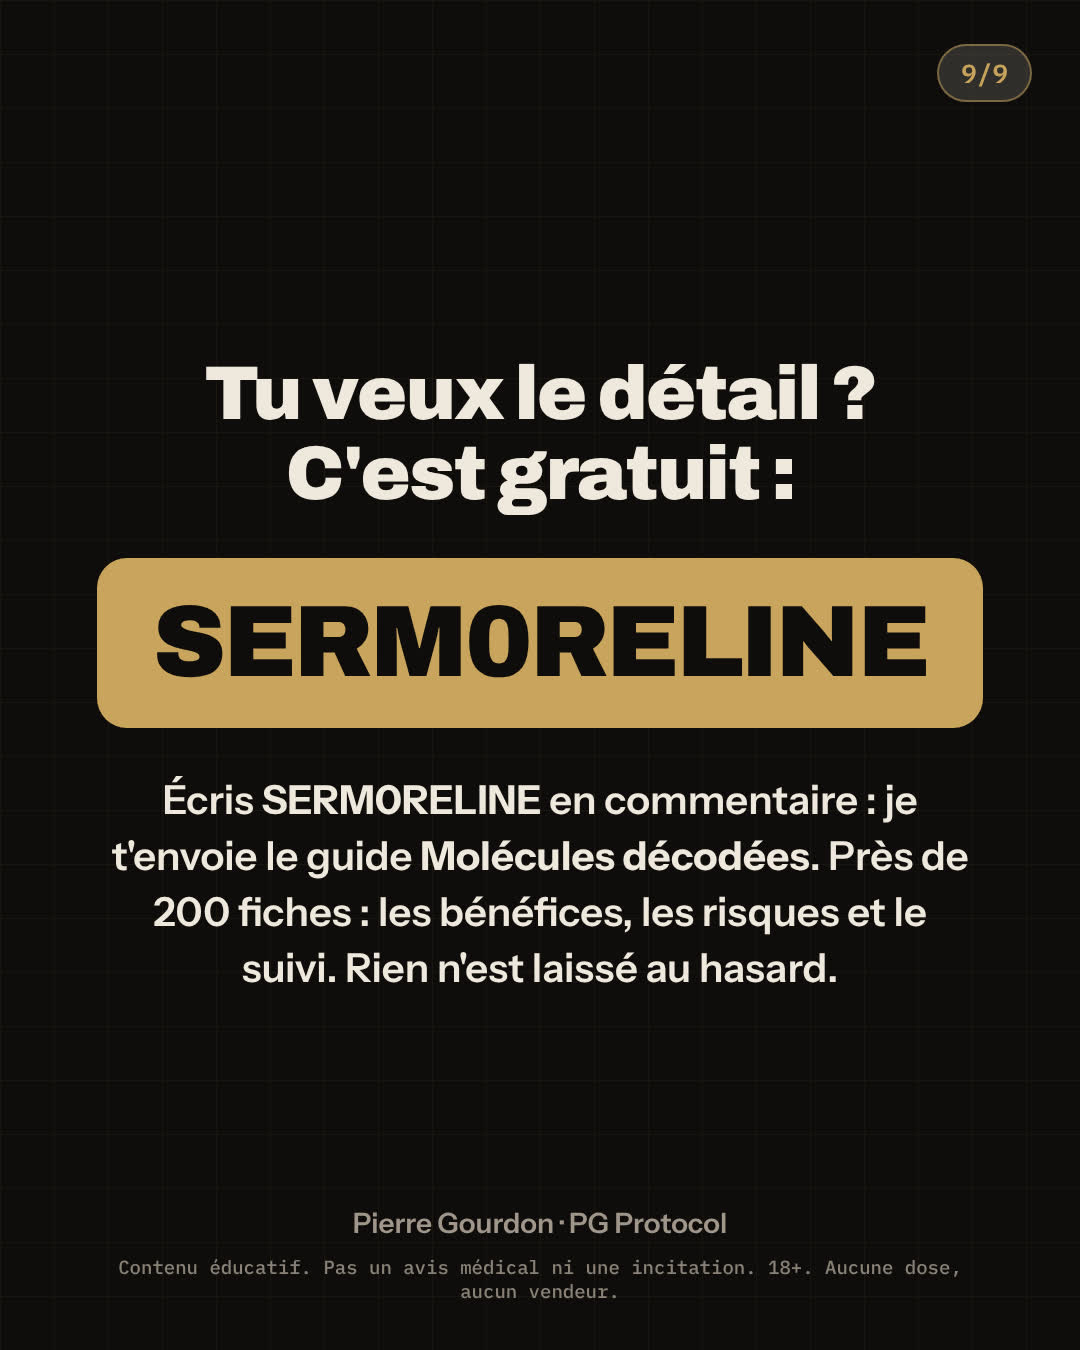 9/9
Tu veux le détail ?
C'est gratuit :
SERM0RELINE
Écris SERM0RELINE en commentaire : je
t'envoie le guide Molécules décodées. Près de
200 fiches : les bénéfices, les risques et le
suivi. Rien n'est laissé au hasard.
Pierre Gourdon · PG Protocol
Contenu éducatif. Pas un avis médical ni une incitation. 18+. Aucune dose,
aucun vendeur.